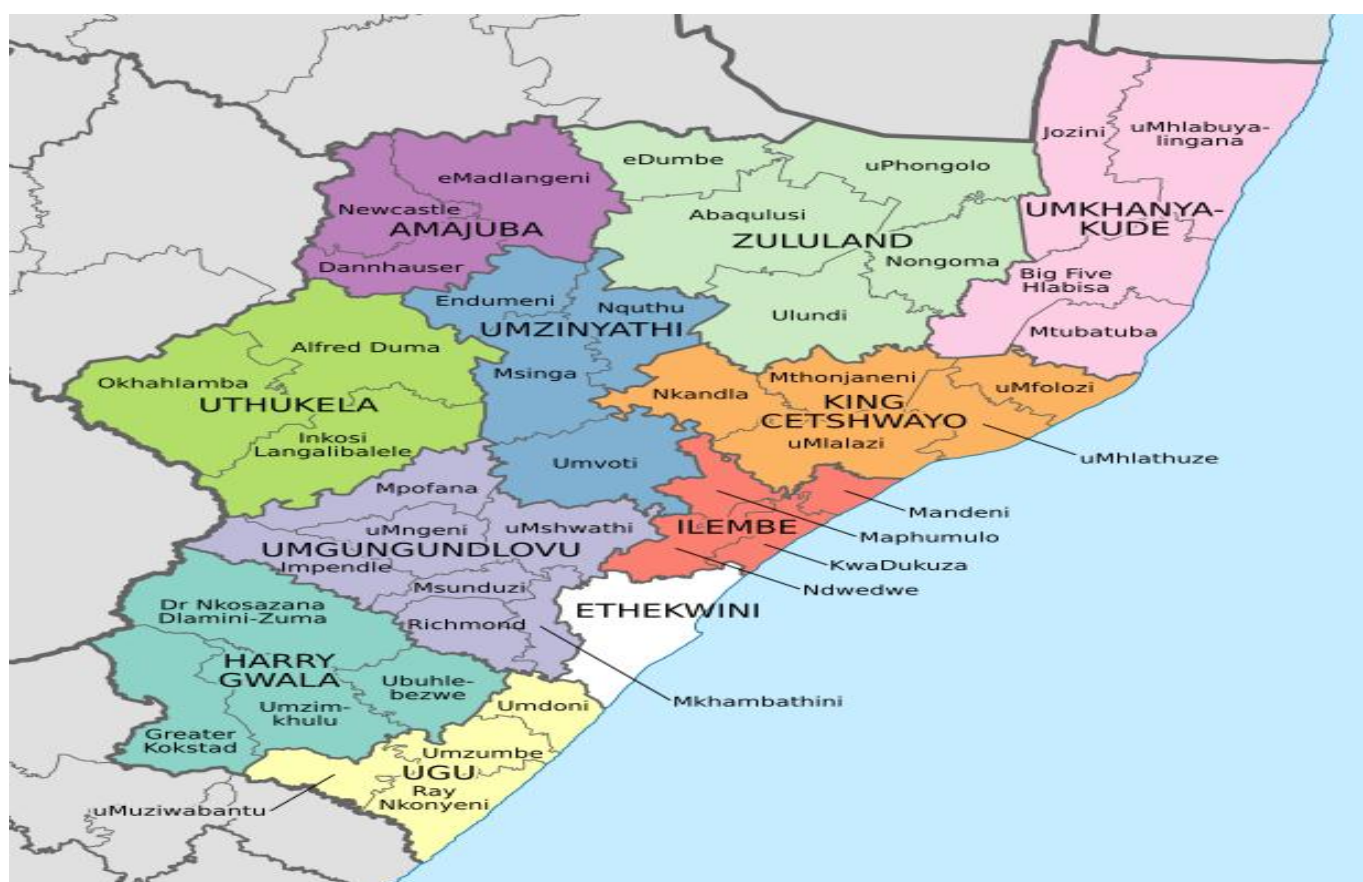 Jozini
uMhlabuya-
lingana
eDumbe
uPhongolo
eMadlangeni
Newcastle
AMAJUBA
Abaqulusi
ZULULAND
UMKHANYA-
KUDE
Dannhauser
Nongoma
Big Five
Hlabisa
Endumeni
Nquthu
UMZINYATHI
Ulundi
Mtubatuba
Alfred Duma
Okhahlamba
UTHUKELA
Msinga
Nkandla
Mthonjaneni
uMfolozi
KING
CETSHWAYO
uMlalazi
uMhlathuze
Inkosi
Langalibalele
Umvoti
Mpofana
uMngeni
uMshwathi
UMGUNGUNDLOVU
Impendle
ILEMBE
Mandeni
Maphumulo
KwaDukuza
Ndwedwe
Msunduzi
ETHEKWINI
Dr Nkosazana
Dlamini-Zuma
Richmond
HARRY
GWALA
Ubuhle-
bezwe
Mkhambathini
Umzim-
khulu
Umdoni
Greater
Kokstad
Umzumbe
UGU
Ray
Nkonyeni
uMuziwabantu